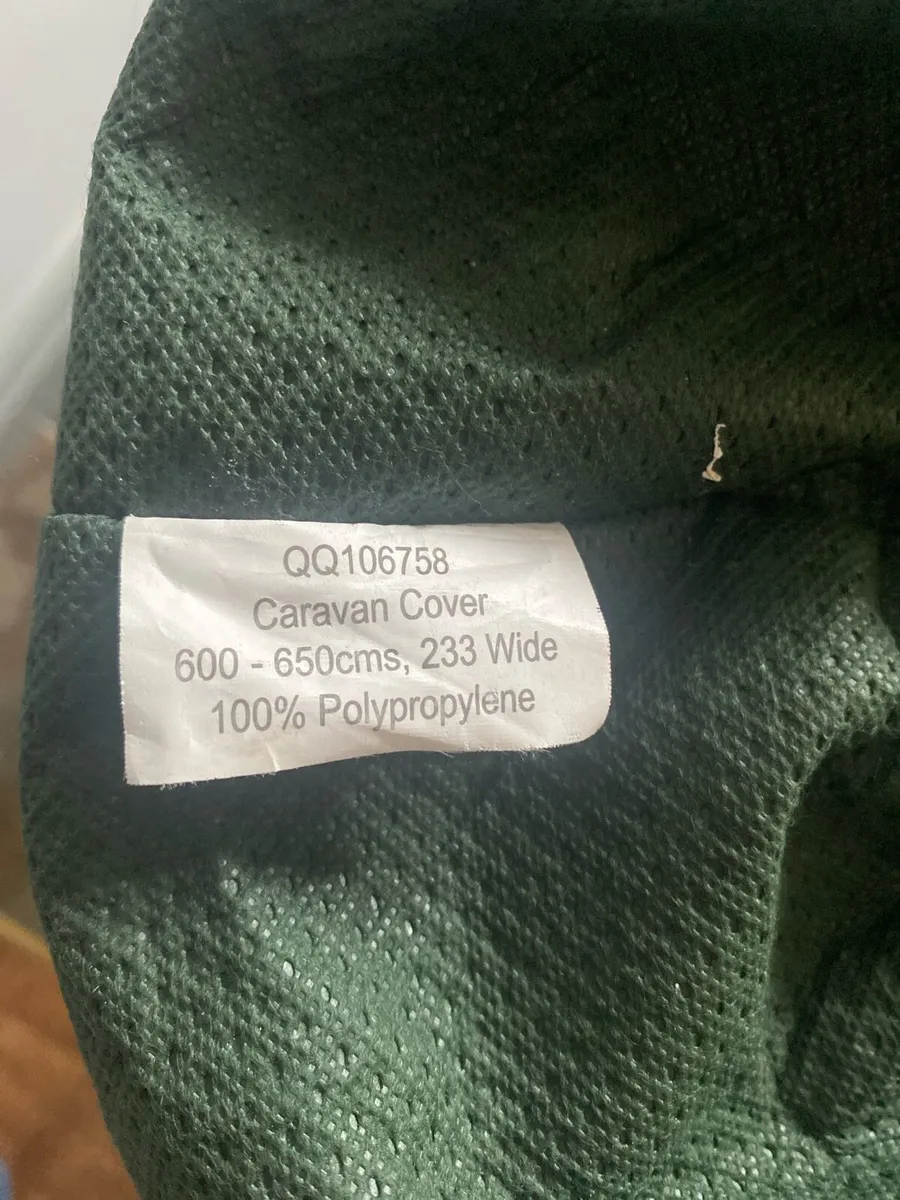 QQ106758
Caravan Cover
600 - 650cms, 233 Wide
100% Polypropylene